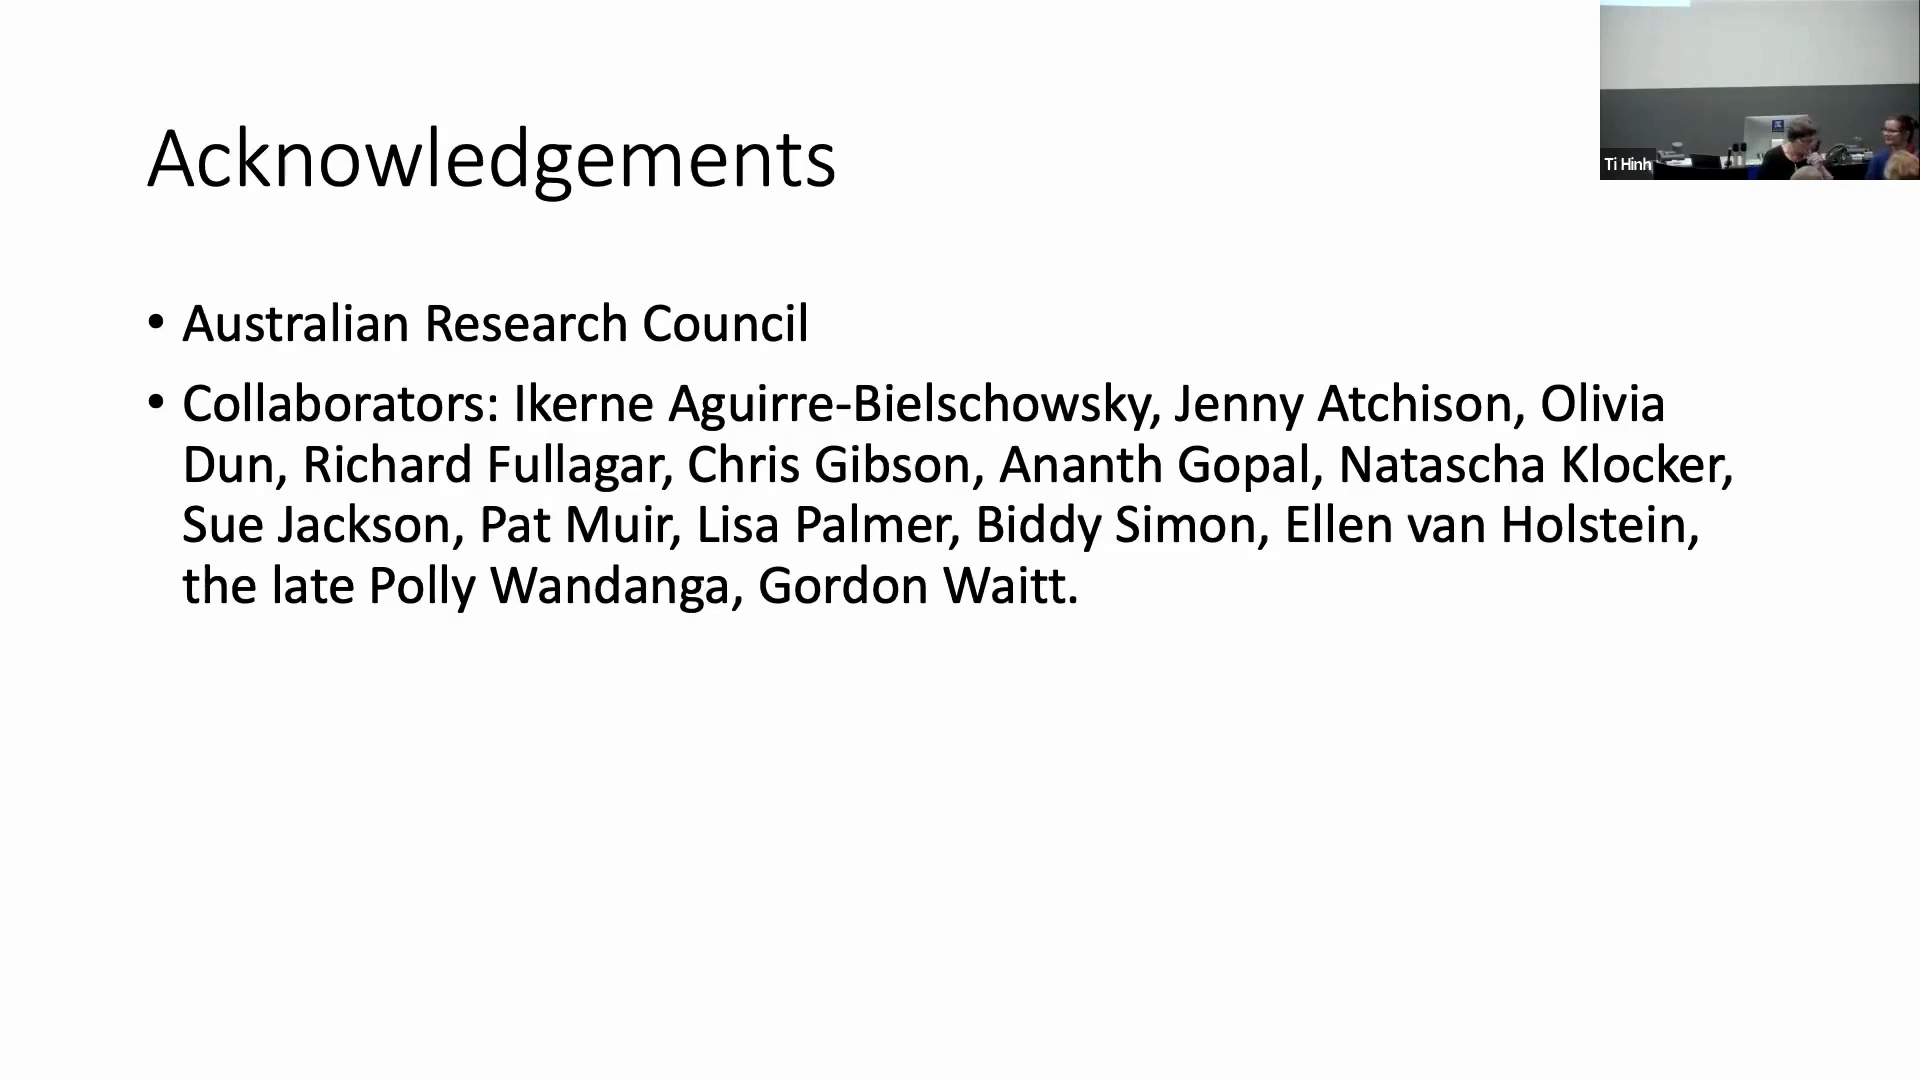 Acknowledgements
Ti Hinh
• Australian Research Council
• Collaborators: Ikerne Aguirre-Bielschowsky, Jenny Atchison, Olivia
Dun, Richard Fullagar, Chris Gibson, Ananth Gopal, Natascha Klocker,
Sue Jackson, Pat Muir, Lisa Palmer, Biddy Simon, Ellen van Holstein,
the late Polly Wandanga, Gordon Waitt.